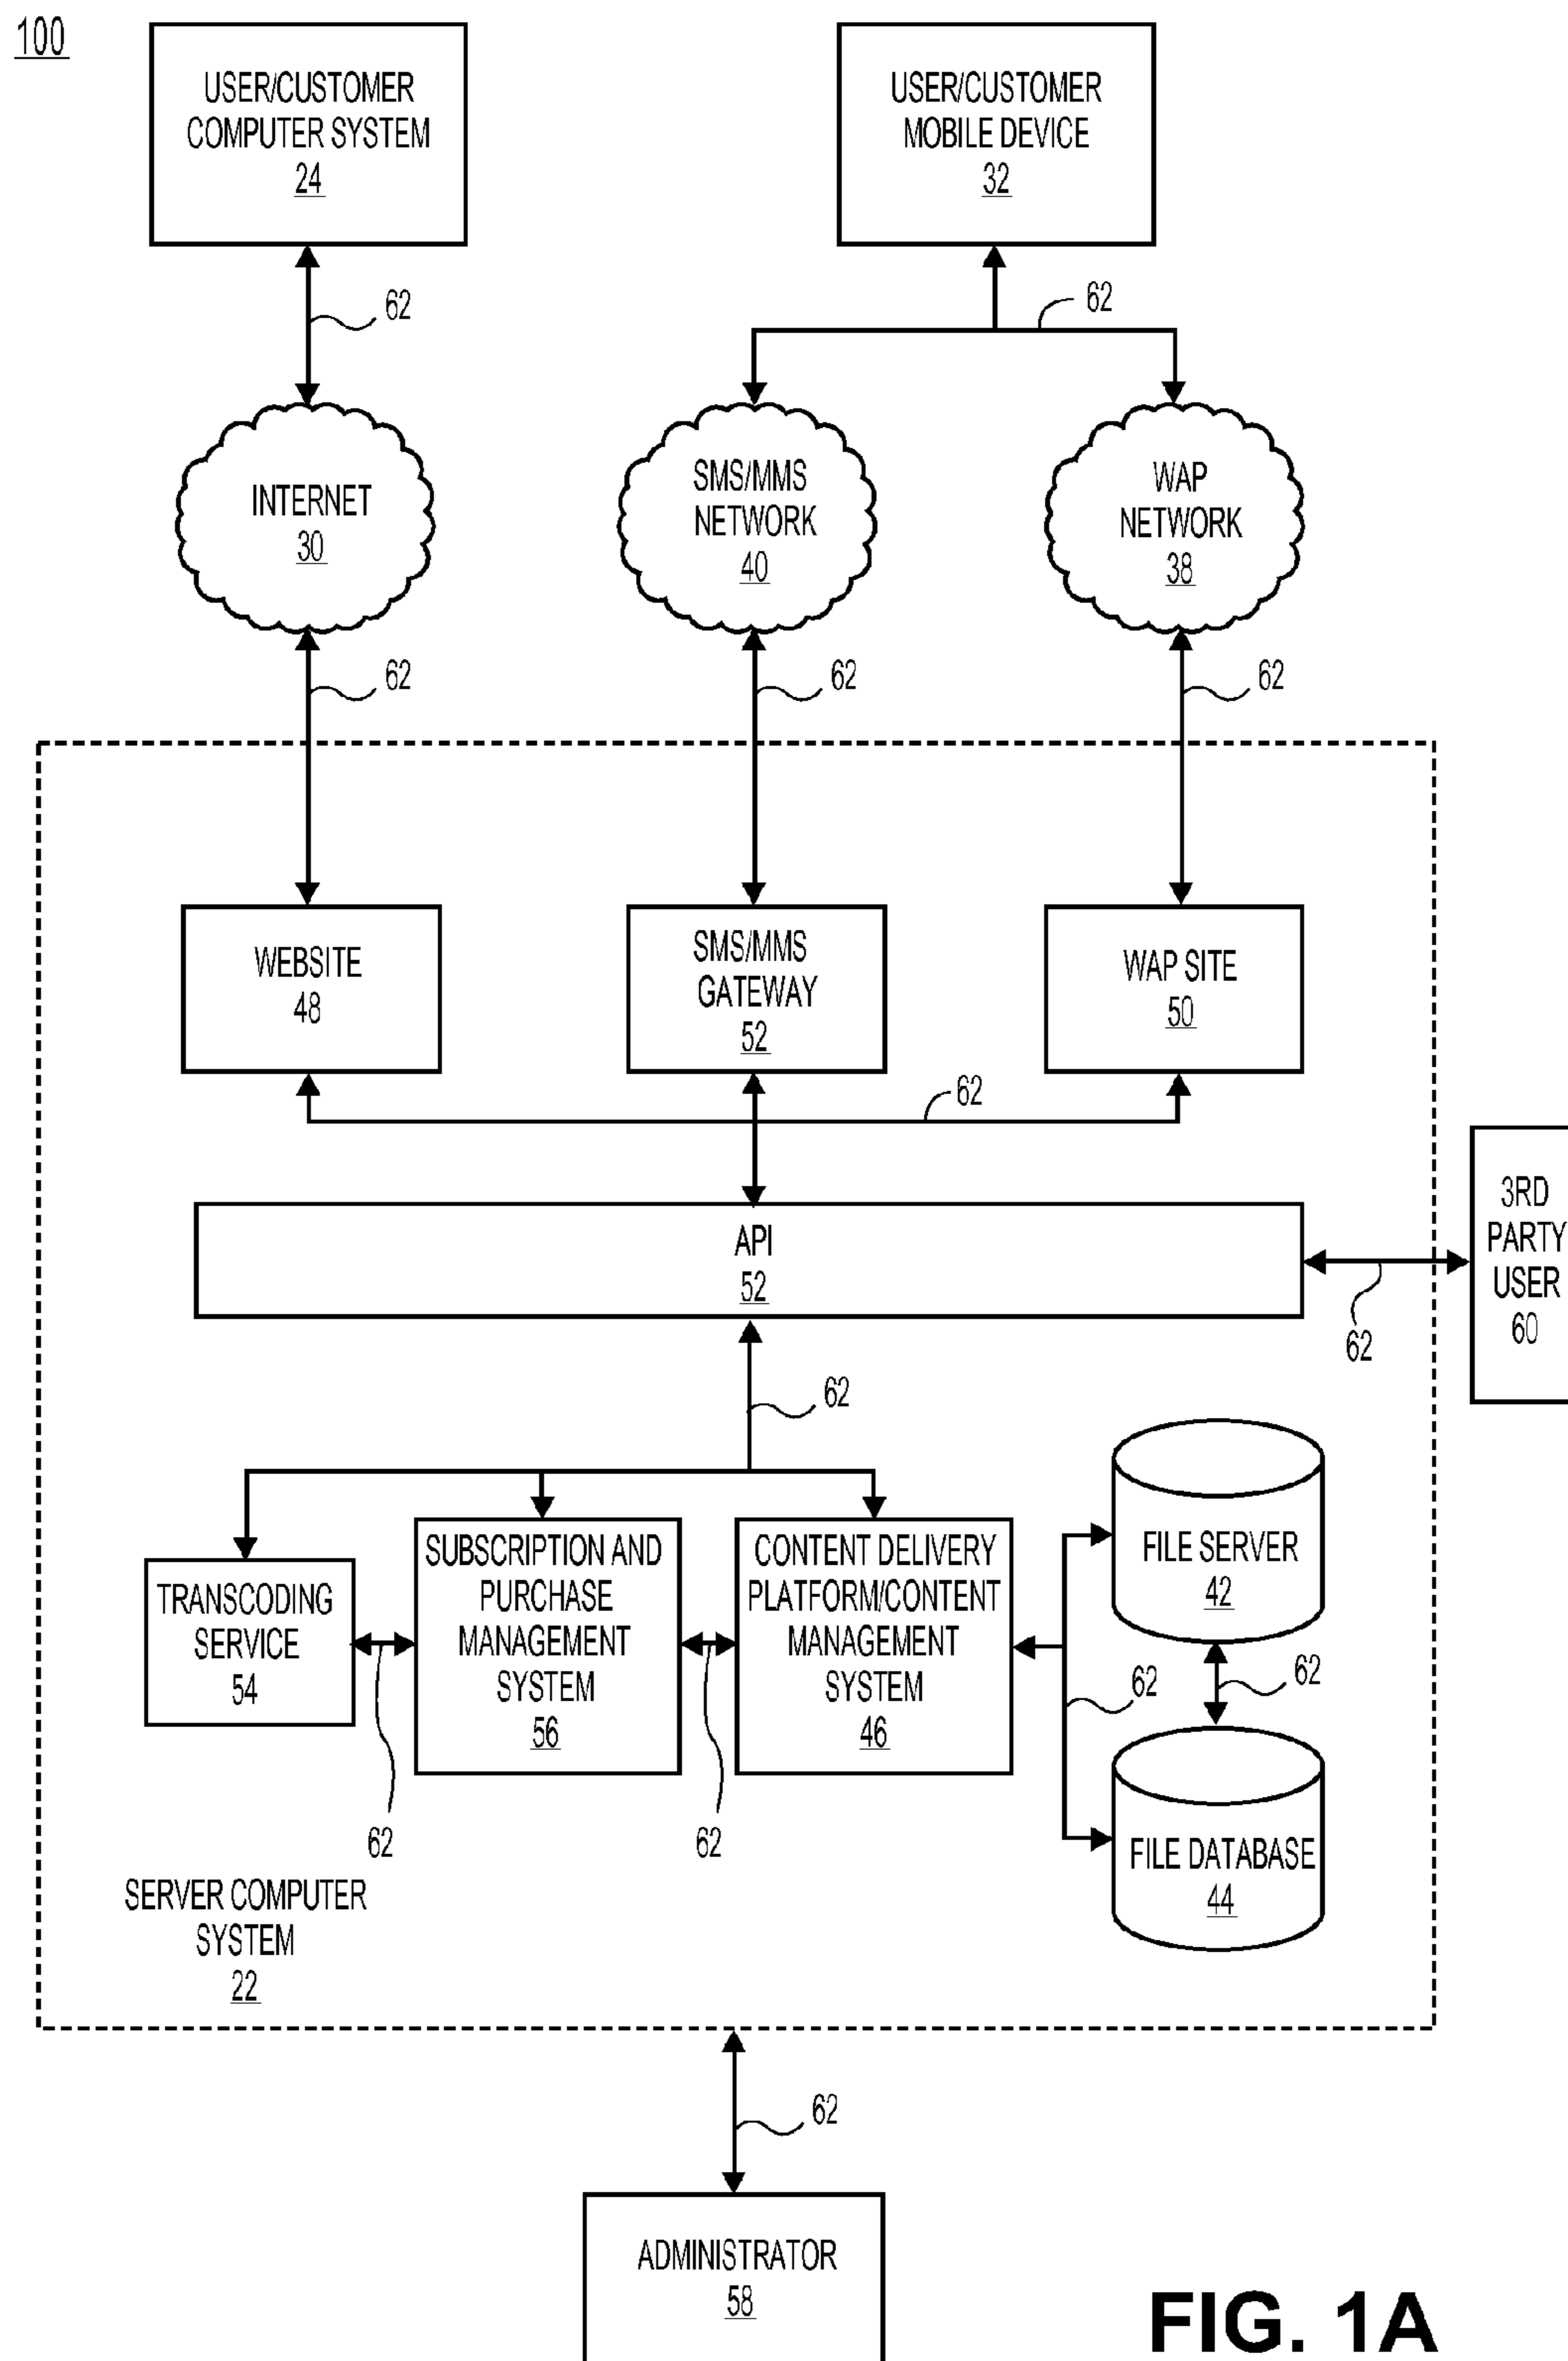 100
USER/CUSTOMER
COMPUTER SYSTEM
24
USER/CUSTOMER
MOBILE DEVICE
32
62
62
INTERNET
30
SMS/MMS
NETWORK
40
WAP
NETWORK
38
62
62
62
WEBSITE
48
SMS/MMS
GATEWAY
52
WAP SITE
50
62
API
52
3RD
PARTY
USER
60
62
62
TRANSCODING
SERVICE
54
SUBSCRIPTION AND
PURCHASE
MANAGEMENT
SYSTEM
56
CONTENT DELIVERY
PLATFORM/CONTENT
MANAGEMENT
SYSTEM
46
FILE SERVER
42
62
62
62
62
FILE DATABASE
44
SERVER COMPUTER
SYSTEM
22
62
ADMINISTRATOR
58
FIG. 1A